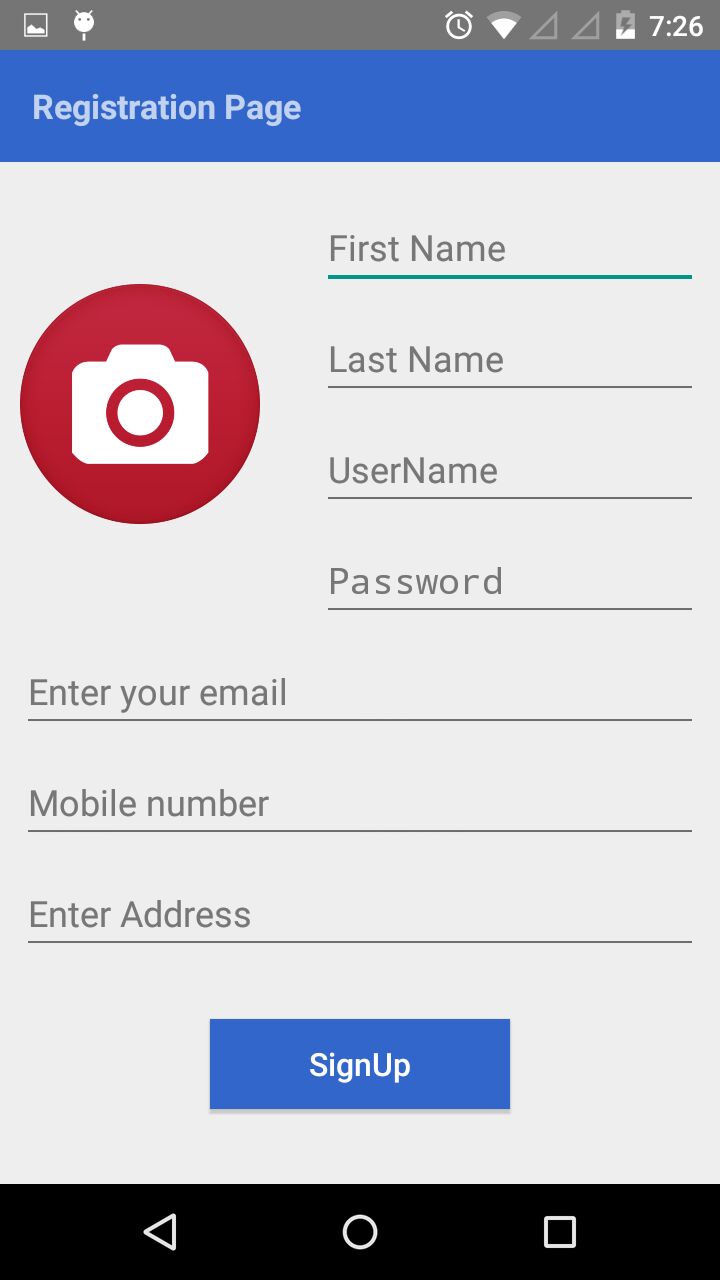 7:26
Registration Page
First Name
Last Name
UserName
Password
Enter your email
Mobile number
Enter Address
SignUp